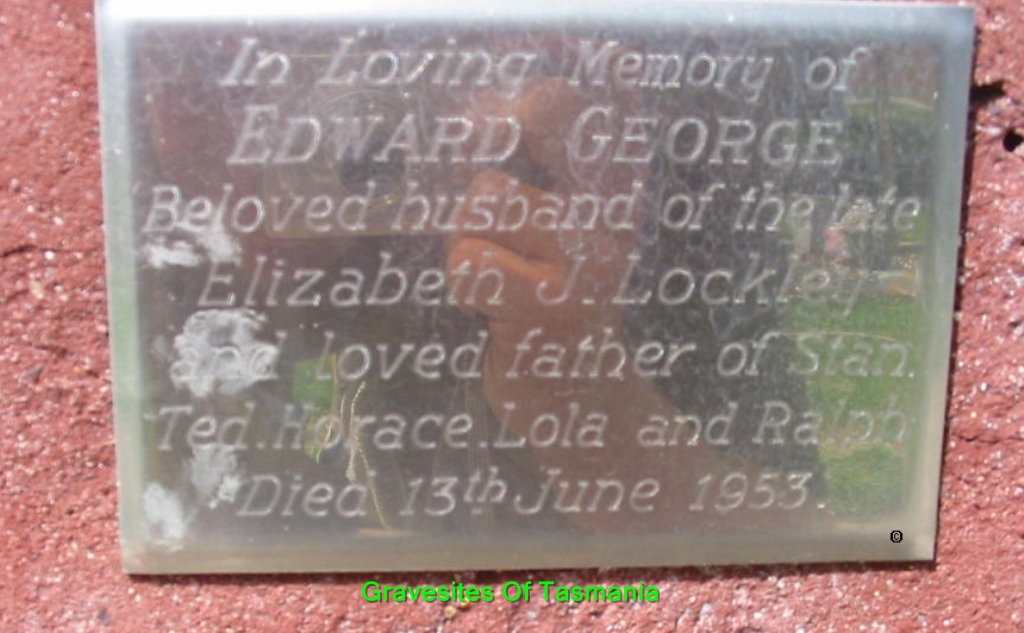 In Loving Memory of
EDWARD GEORGE
Beloved husband of the late
Elizabeth J. Lockley
and loved father of Stan.
Ted. Horace. Lola and Ralph
Died 13th June 1953.
©
Gravesites Of Tasmania